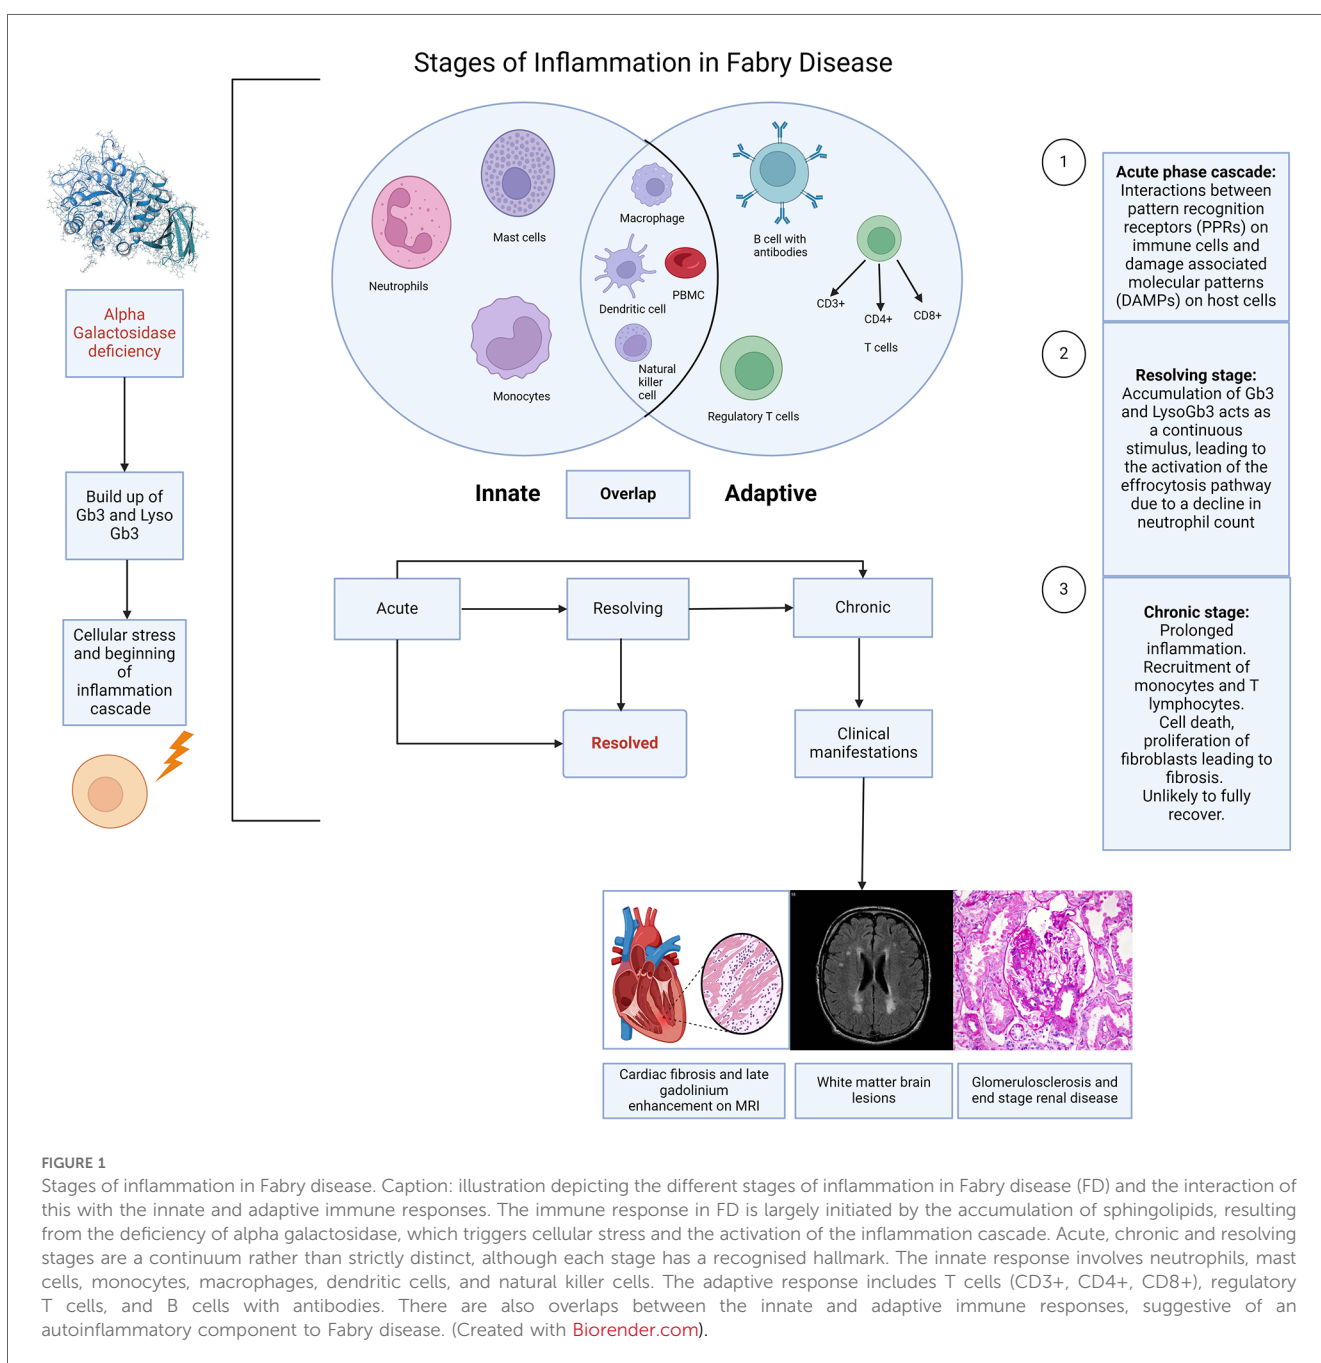 Stages of Inflammation in Fabry Disease
Alpha
Galactosidase
deficiency
Build up of
Gb3 and Lyso
Gb3
Cellular stress
and beginning
of
inflammation
cascade
Neutrophils
Mast cells
Monocytes
Macrophage
Dendritic cell
PBMC
Natural
killer
cell
B cell with
antibodies
CD3+
CD4+
CD8+
T cells
Regulatory T cells
Innate
Overlap
Adaptive
Acute
Resolving
Chronic
Resolved
Clinical
manifestations
1
Acute phase cascade:
Interactions between
pattern recognition
receptors (PPRs) on
immune cells and
damage associated
molecular patterns
(DAMPs) on host cells
2
Resolving stage:
Accumulation of Gb3
and LysoGb3 acts as
a continuous
stimulus, leading to
the activation of the
effrocytosis pathway
due to a decline in
neutrophil count
3
Chronic stage:
Prolonged
inflammation.
Recruitment of
monocytes and T
lymphocytes.
Cell death,
proliferation of
fibroblasts leading to
fibrosis.
Unlikely to fully
recover.
Cardiac fibrosis and late
gadolinium
enhancement on MRI
White matter brain
lesions
Glomerulosclerosis and
end stage renal disease
FIGURE 1
Stages of inflammation in Fabry disease. Caption: illustration depicting the different stages of inflammation in Fabry disease (FD) and the interaction of
this with the innate and adaptive immune responses. The immune response in FD is largely initiated by the accumulation of sphingolipids, resulting
from the deficiency of alpha galactosidase, which triggers cellular stress and the activation of the inflammation cascade. Acute, chronic and resolving
stages are a continuum rather than strictly distinct, although each stage has a recognised hallmark. The innate response involves neutrophils, mast
cells, monocytes, macrophages, dendritic cells, and natural killer cells. The adaptive response includes T cells (CD3+, CD4+, CD8+), regulatory
T cells, and B cells with antibodies. There are also overlaps between the innate and adaptive immune responses, suggestive of an
autoinflammatory component to Fabry disease. (Created with Biorender.com).